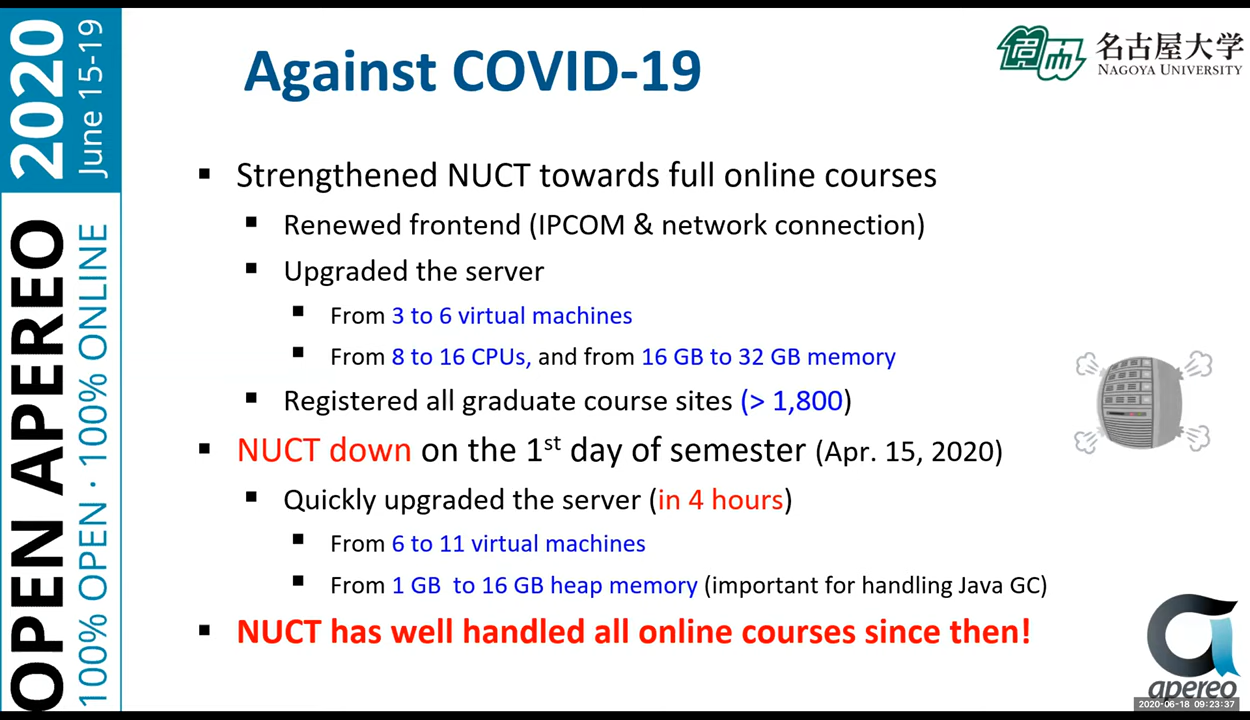 2020
June 15-19
OPEN APEREO
100% OPEN · 100% ONLINE
Against COVID-19
名古屋大学
NAGOYA UNIVERSITY
▪ Strengthened NUCT towards full online courses
▪ Renewed frontend (IPCOM & network connection)
▪ Upgraded the server
▪ From 3 to 6 virtual machines
▪ From 8 to 16 CPUs, and from 16 GB to 32 GB memory
▪ Registered all graduate course sites (> 1,800)
▪ NUCT down on the 1st day of semester (Apr. 15, 2020)
▪ Quickly upgraded the server (in 4 hours)
▪ From 6 to 11 virtual machines
▪ From 1 GB  to 16 GB heap memory (important for handling Java GC)
▪ NUCT has well handled all online courses since then!
apereo
2020-06-18 09:23:37